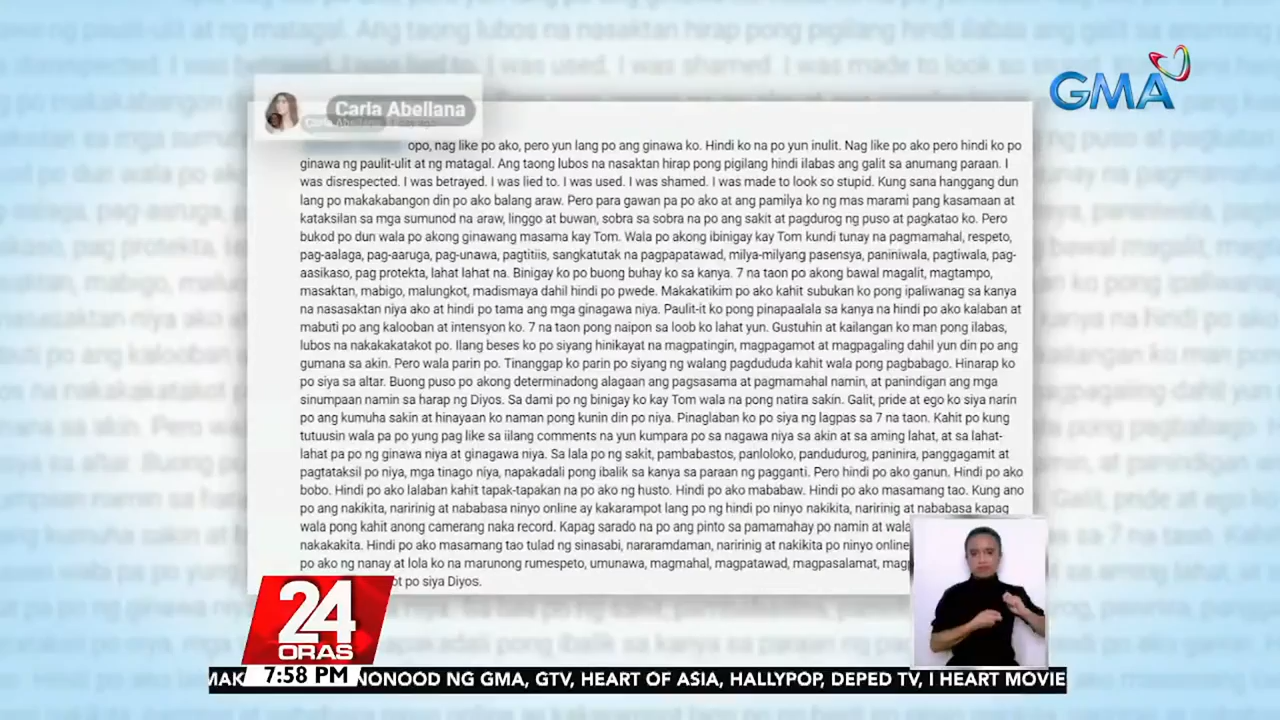 GMA
Carla Abellana
opo, nag like po ako, pero yun lang po ang ginawa ko. Hindi ko na po yun inulit. Nag like po ako pero hindi ko po
ginawa ng paulit-ulit at ng matagal. Ang taong lubos na nasaktan hirap pong pigilang hindi ilabas ang galit sa anumang paraan. I
was disrespected. I was betrayed. I was lied to. I was used. I was shamed. I was made to look so stupid. Kung sana hanggang dun
lang po makakabangon din po ako balang araw. Pero para gawan pa po ako at ang pamilya ko ng mas marami pang kasamaan at
kataksilan sa mga sumunod na araw, linggo at buwan, sobra sa sobra na po ang sakit at pagdurog ng puso at pagkatao ko. Pero
bukod po dun wala po akong ginawang masama kay Tom. Wala po akong ibinigay kay Tom kundi tunay na pagmamahal, respeto,
pag-aalaga, pag-aaruga, pag-unawa, pagtitiis, sangkatutak na pagpapatawad, milya-milyang pasensya, paniniwala, pagtiwala, pag-
aasikaso, pag protekta, lahat lahat na. Binigay ko po buong buhay ko sa kanya. 7 na taon po akong bawal magalit, magtampo,
masaktan, mabigo, malungkot, madismaya dahil hindi po pwede. Makakatikim po ako kahit subukan ko pong ipaliwanag sa kanya
na nasasaktan niya ako at hindi po tama ang mga ginagawa niya. Paulit-it ko pong pinapaalala sa kanya na hindi po ako kalaban at
mabuti po ang kalooban at intensyon ko. 7 na taon pong naipon sa loob ko lahat yun. Gustuhin at kailangan ko man pong ilabas,
lubos na nakakakatakot po. Ilang beses ko po siyang hinikayat na magpatingin, magpagamot at magpagaling dahil yun din po ang
gumana sa akin. Pero wala parin po. Tinanggap ko parin po siyang ng walang pagdududa kahit wala pong pagbabago. Hinarap ko
po siya sa altar. Buong puso po akong determinadong alagaan ang pagsasama at pagmamahal namin, at panindigan ang mga
sinumpaan namin sa harap ng Diyos. Sa dami po ng binigay ko kay Tom wala na pong natira sakin. Galit, pride at ego ko siya narin
po ang kumuha sakin at hinayaan ko naman pong kunin din po niya. Pinaglaban ko po siya ng lagpas sa 7 na taon. Kahit po kung
tutuusin wala pa po yung pag like sa iilang comments na yun kumpara po sa nagawa niya sa akin at sa aming lahat, at sa lahat-
lahat pa po ng ginawa niya at ginagawa niya. Sa lala po ng sakit, pambabastos, panloloko, pandudurog, paninira, panggagamit at
pagtataksil po niya, mga tinago niya, napakadali pong ibalik sa kanya sa paraan ng pagganti. Pero hindi po ako ganun. Hindi po ako
bobo. Hindi po ako lalaban kahit tapak-tapakan na po ako ng husto. Hindi po ako mababaw. Hindi po ako masamang tao. Kung ano
po ang nakikita, naririnig at nababasa ninyo online ay kakarampot lang po ng hindi po ninyo nakikita, naririnig at nababasa kapag
wala pong kahit anong camerang naka record. Kapag sarado na po ang pinto sa pamamahay po namin at wala
nakakakita. Hindi po ako masamang tao tulad ng sinasabi, nararamdaman, naririnig at nakikita po ninyo online
po ako ng nanay at lola ko na marunong rumespeto, umunawa, magmahal, magpatawad, magpasalamat,
po siya Diyos.
24
ORAS
7:58 PM
NONOOD NG GMA, GTV, HEART OF ASIA, HALLYPOP, DEPED TV, I HEART MOVIE